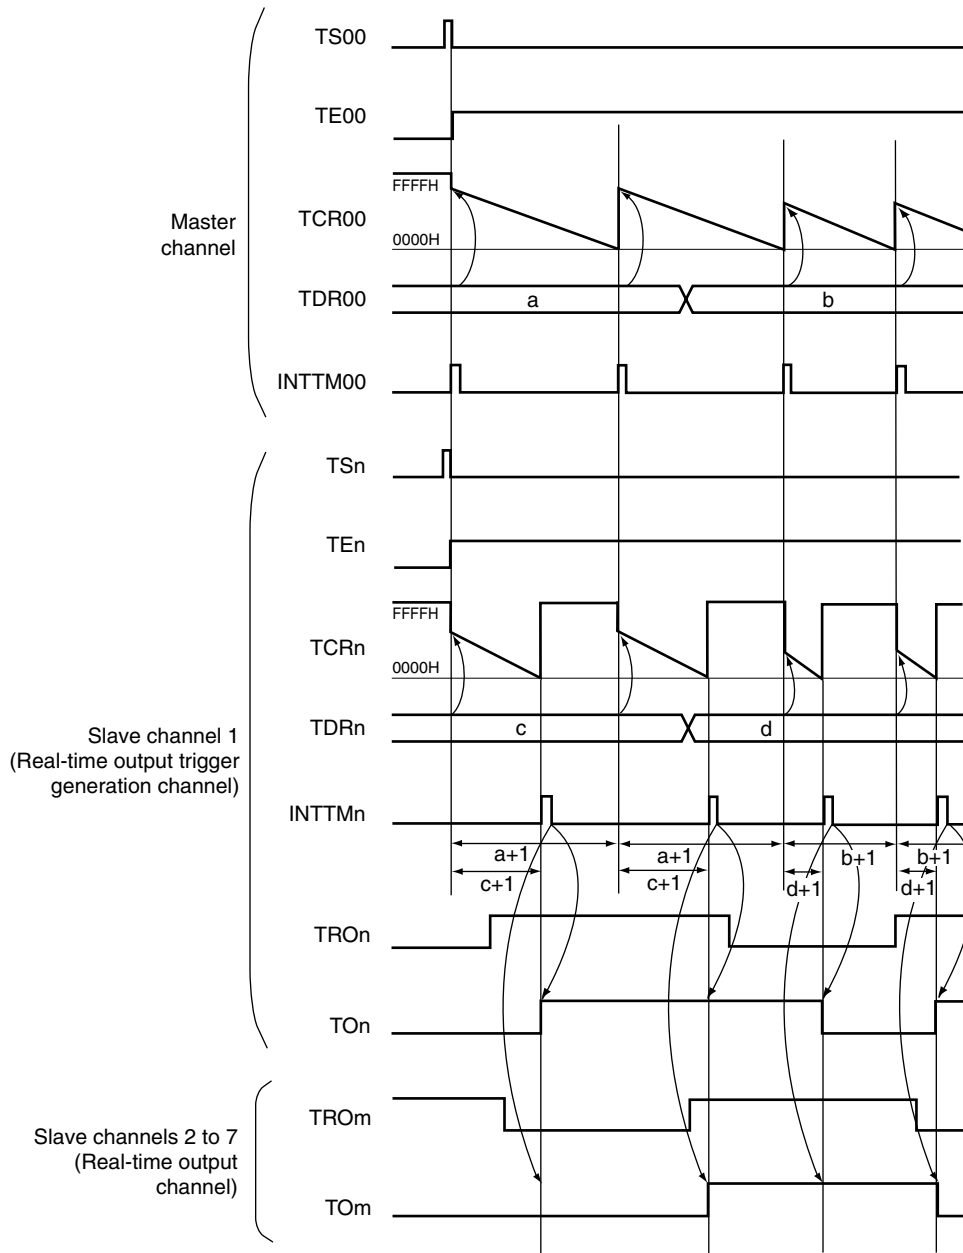 TS00
TE00
FFFFH
TCR00
0000H
Master
channel
TDR00
a
b
INTTM00
TSn
TEn
FFFFH
TCRn
0000H
TDRn
c
d
Slave channel 1
(Real-time output trigger
generation channel)
INTTMn
a+1
a+1
b+1
b+1
c+1
c+1
d+1
d+1
TROn
TOn
TROm
Slave channels 2 to 7
(Real-time output
channel)
TOm